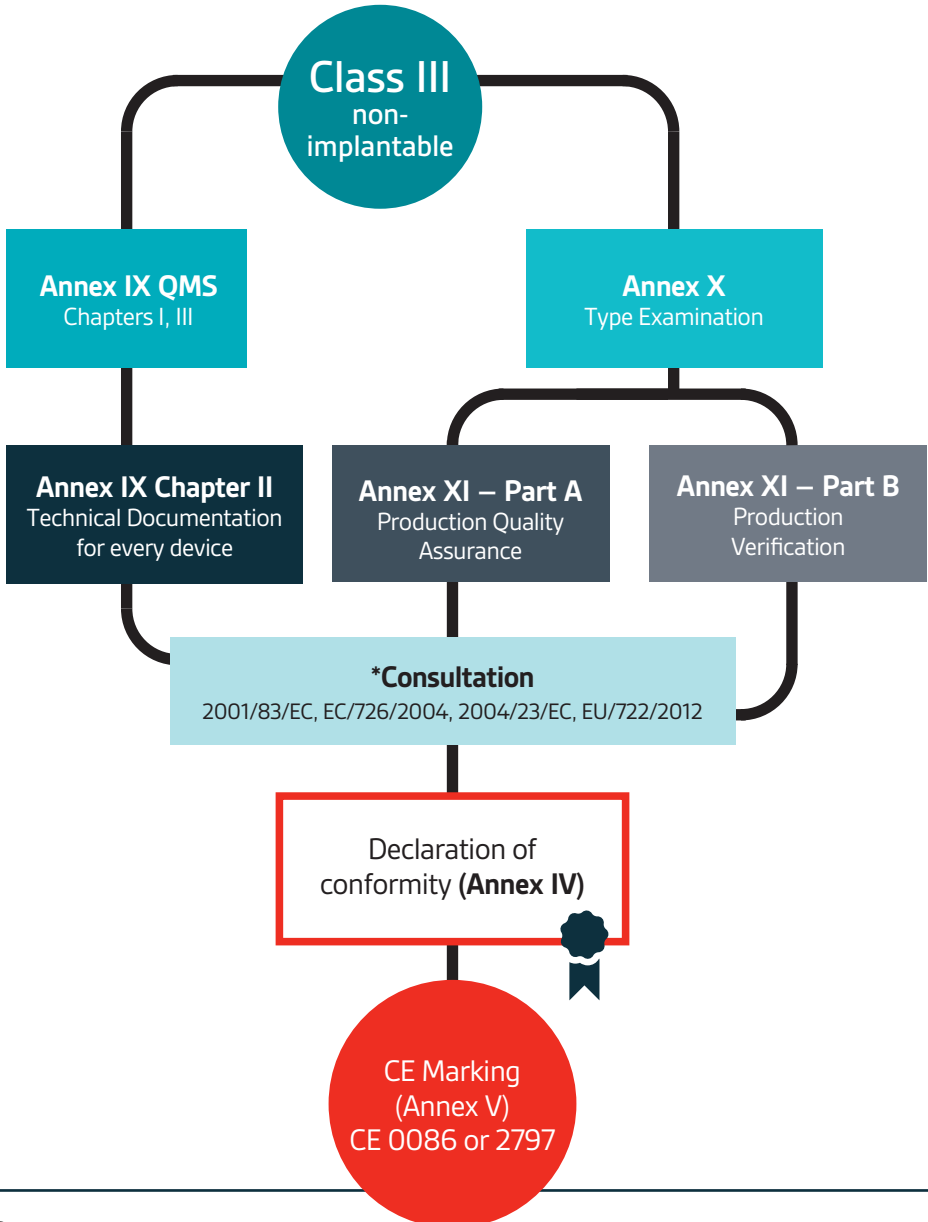 Class III
non-
implantable
Annex IX QMS
Chapters I, III
Annex X
Type Examination
Annex IX Chapter II
Technical Documentation
for every device
Annex XI – Part A
Production Quality
Assurance
Annex XI – Part B
Production
Verification
*Consultation
2001/83/EC, EC/726/2004, 2004/23/EC, EU/722/2012
Declaration of
conformity (Annex IV)
CE Marking
(Annex V)
CE 0086 or 2797